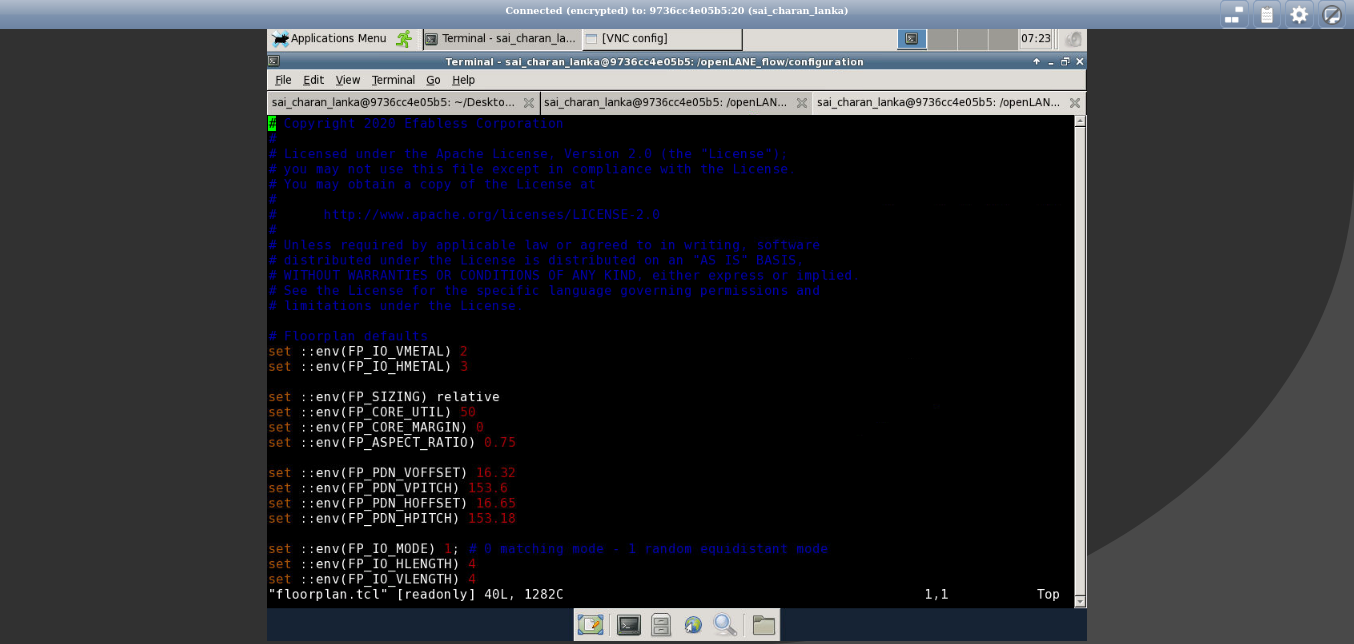 Connected (encrypted) to: 9736cc4e05b5:20 (sai_charan_lanka)
Applications Menu
Terminal - sai_charan_la...
[VNC config]
07:23
Terminal - sai_charan_lanka@9736cc4e05b5: /openLANE_flow/configuration
File Edit View Terminal Go Help
sai_charan_lanka@9736cc4e05b5: ~/Deskto...
sai_charan_lanka@9736cc4e05b5: /openLAN...
sai_charan_lanka@9736cc4e05b5: /openLAN...
# Copyright 2020 Efabless Corporation
#
# Licensed under the Apache License, Version 2.0 (the "License");
# you may not use this file except in compliance with the License.
# You may obtain a copy of the License at
#
#      http://www.apache.org/licenses/LICENSE-2.0
#
# Unless required by applicable law or agreed to in writing, software
# distributed under the License is distributed on an "AS IS" BASIS,
# WITHOUT WARRANTIES OR CONDITIONS OF ANY KIND, either express or implied.
# See the License for the specific language governing permissions and
# limitations under the License.
# Floorplan defaults
set ::env(FP_IO_VMETAL) 2
set ::env(FP_IO_HMETAL) 3
set ::env(FP_SIZING) relative
set ::env(FP_CORE_UTIL) 50
set ::env(FP_CORE_MARGIN) 0
set ::env(FP_ASPECT_RATIO) 0.75
set ::env(FP_PDN_VOFFSET) 16.32
set ::env(FP_PDN_VPITCH) 153.6
set ::env(FP_PDN_HOFFSET) 16.65
set ::env(FP_PDN_HPITCH) 153.18
set ::env(FP_IO_MODE) 1; # 0 matching mode - 1 random equidistant mode
set ::env(FP_IO_HLENGTH) 4
set ::env(FP_IO_VLENGTH) 4
"floorplan.tcl" [readonly] 40L, 1282C 1,1 Top